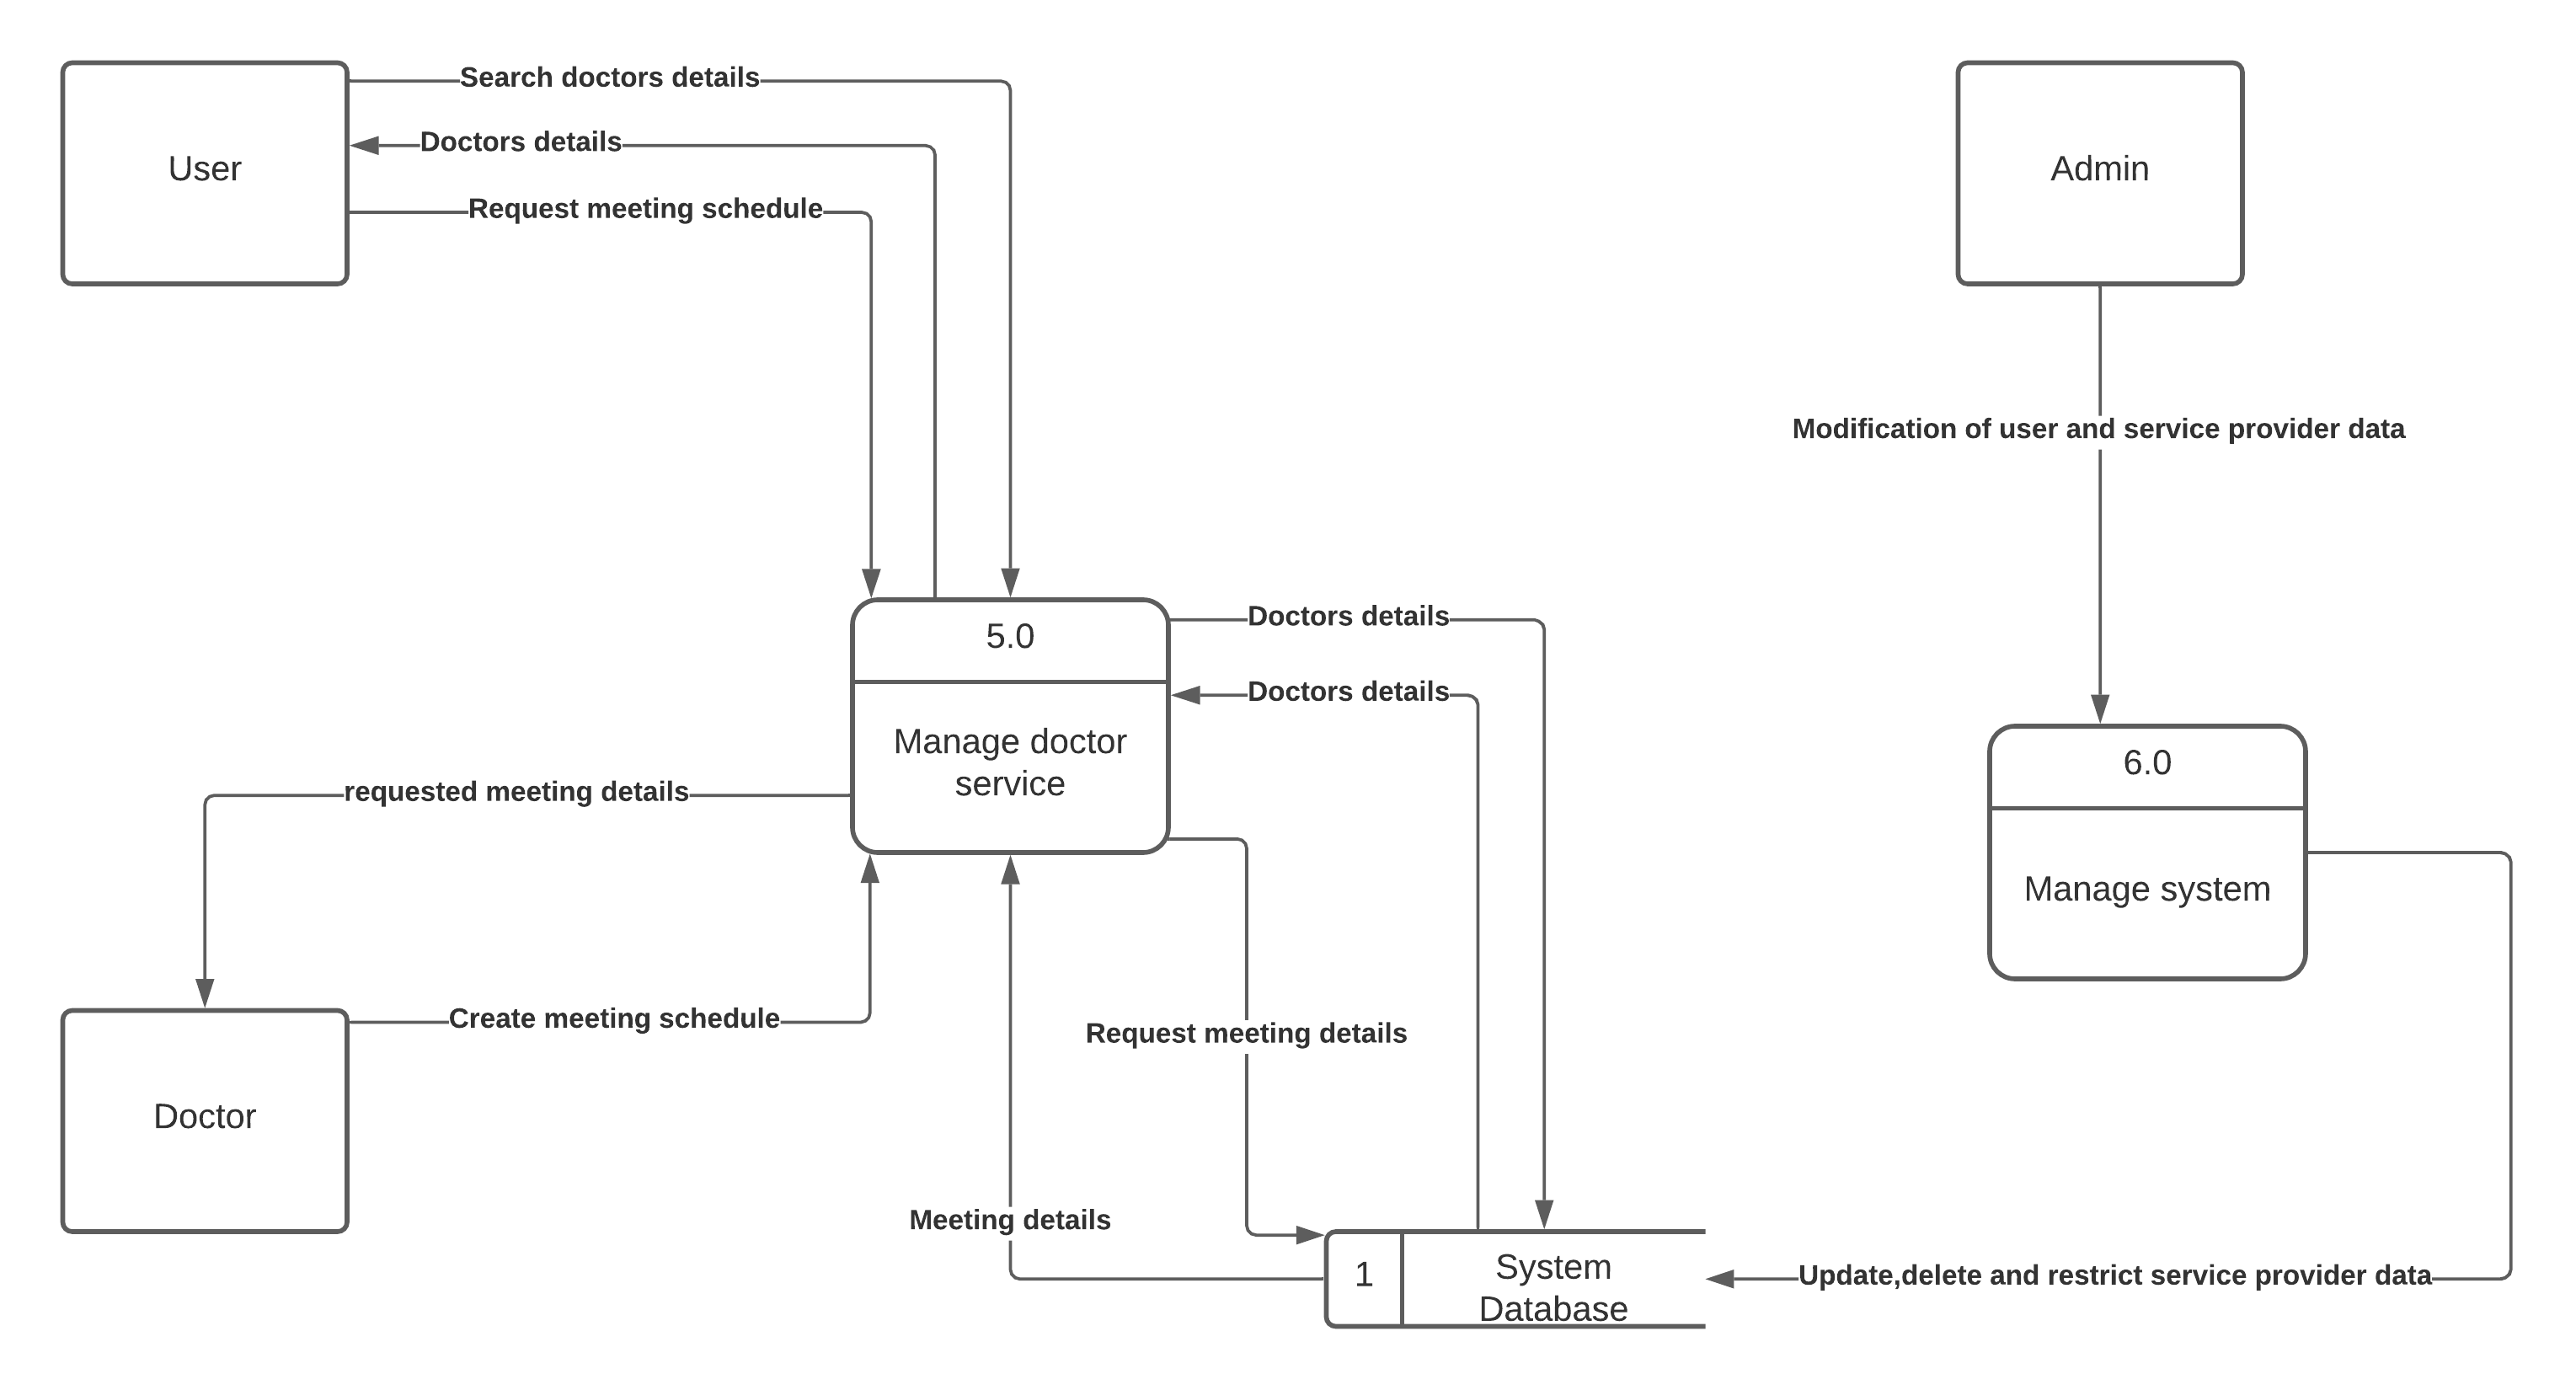 Search doctors details
User
Doctors details
Request meeting schedule
Admin
Modification of user and service provider data
5.0
Manage doctor
service
Doctors details
Doctors details
6.0
Manage system
requested meeting details
Create meeting schedule
Doctor
Request meeting details
Meeting details
1
System
Database
Update,delete and restrict service provider data